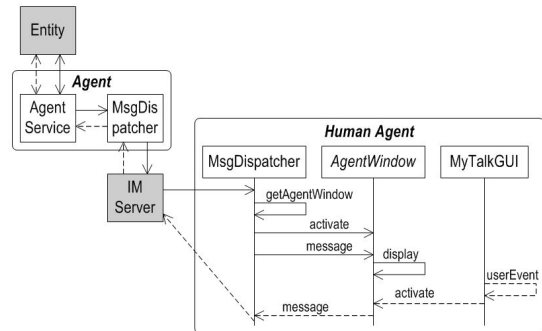 Entity
Agent
Agent
Service
MsgDis
patcher
Human Agent
MsgDispatcher
AgentWindow
MyTalkGUI
IM
Server
getAgentWindow
activate
message
display
userEvent
activate
message